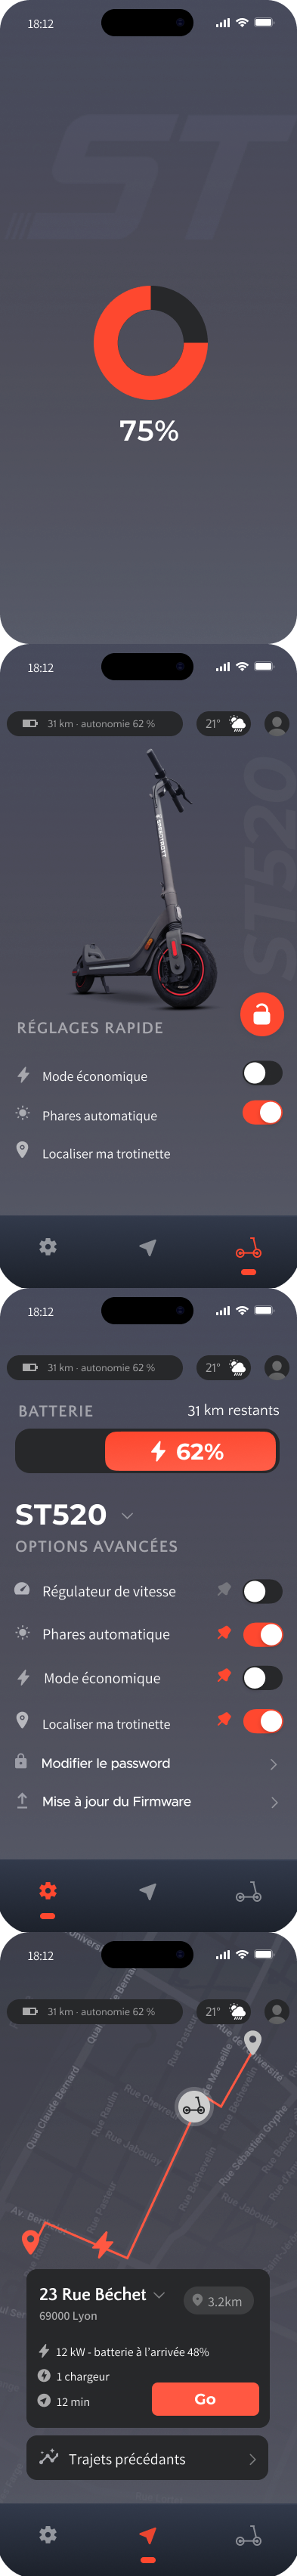 18:12
ST
75%
18:12
31 km · autonomie 62 %
21°
ST520
RÉGLAGES RAPIDE
Mode économique
Phares automatique
Localiser ma trotinette
18:12
31 km · autonomie 62 %
21°
BATTERIE
31 km restants
62%
ST520
OPTIONS AVANCÉES
Régulateur de vitesse
Phares automatique
Mode économique
Localiser ma trotinette
Modifier le password
Mise à jour du Firmware
18:12
31 km · autonomie 62 %
21°
Rue Pasteur
Quai Claude Bernard
Rue Chevreul
Rue Jaboulay
Rue Béchevelin
Rue Sébastien Gryphe
Rue Jaboulay
Rue Pasteur
23 Rue Béchet
69000 Lyon
3.2km
12 kW - batterie à l'arrivée 48%
1 chargeur
12 min
Go
Trajets précédants